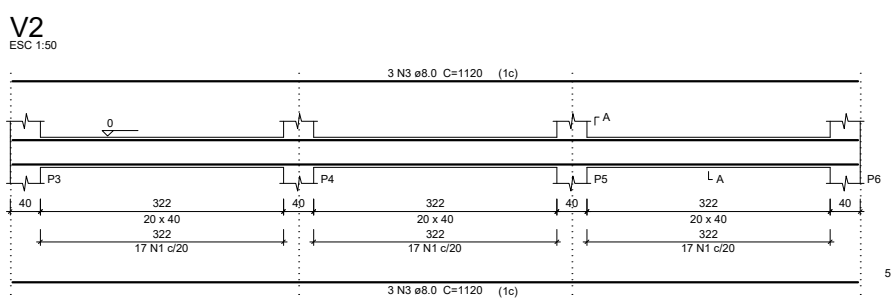 V2
ESC 1:50
3 N3 ø8.0 C=1120 (1c)
0
A
P3 P4 P5 A P6
40 322 40 322 40 322 40
20 x 40 20 x 40 20 x 40
322 322 322
17 N1 c/20 17 N1 c/20 17 N1 c/20
5
3 N3 ø8.0 C=1120 (1c)